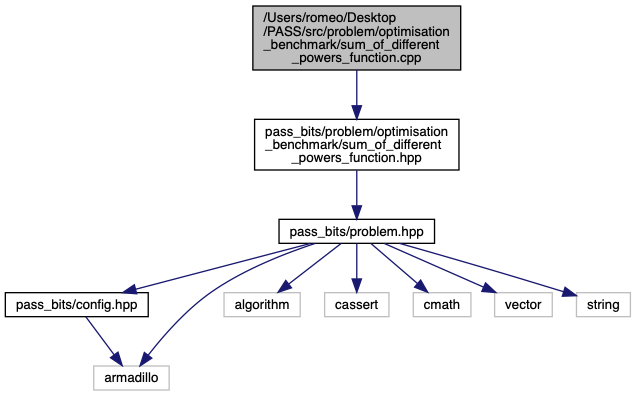 /Users/romeo/Desktop
/PASS/src/problem/optimisation
_benchmark/sum_of_different
_powers_function.cpp
pass_bits/problem/optimisation
_benchmark/sum_of_different
_powers_function.hpp
pass_bits/problem.hpp
pass_bits/config.hpp
algorithm
cassert
cmath
vector
string
armadillo